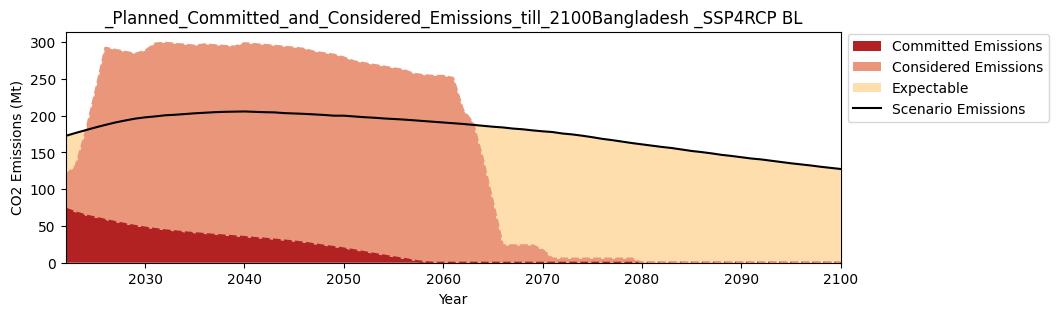 _Planned_Committed_and_Considered_Emissions_till_2100Bangladesh _SSP4RCP BL
CO2 Emissions (Mt)
300
250
200
150
100
50
0
2030 2040 2050 2060 2070 2080 2090 2100
Year
Committed Emissions
Considered Emissions
Expectable
Scenario Emissions